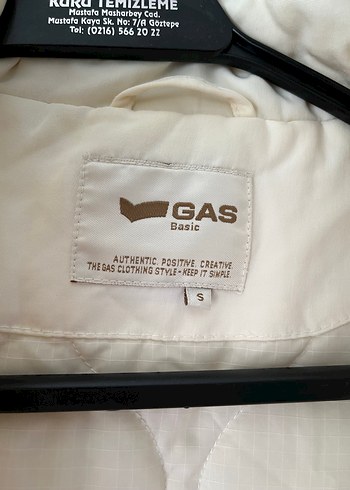 KURU TEMİZLEME
Mustafa Mazharbey Cad.
Mustafa Kaya Sk. No: 7/A Göztepe
Tel: (0216) 566 20 22
GAS
Basic
AUTHENTIC. POSITIVE. CREATIVE.
THE GAS CLOTHING STYLE - KEEP IT SIMPLE.
S